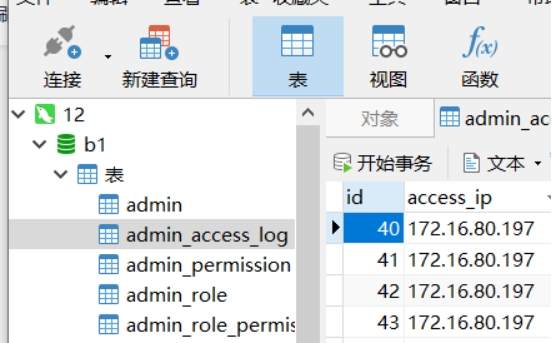 连接
新建查询
表
视图
函数
12
b1
表
admin
admin_access_log
admin_permission
admin_role
admin_role_permis
对象
admin_ac
开始事务
文本
id access_ip
40 172.16.80.197
41 172.16.80.197
42 172.16.80.197
43 172.16.80.197